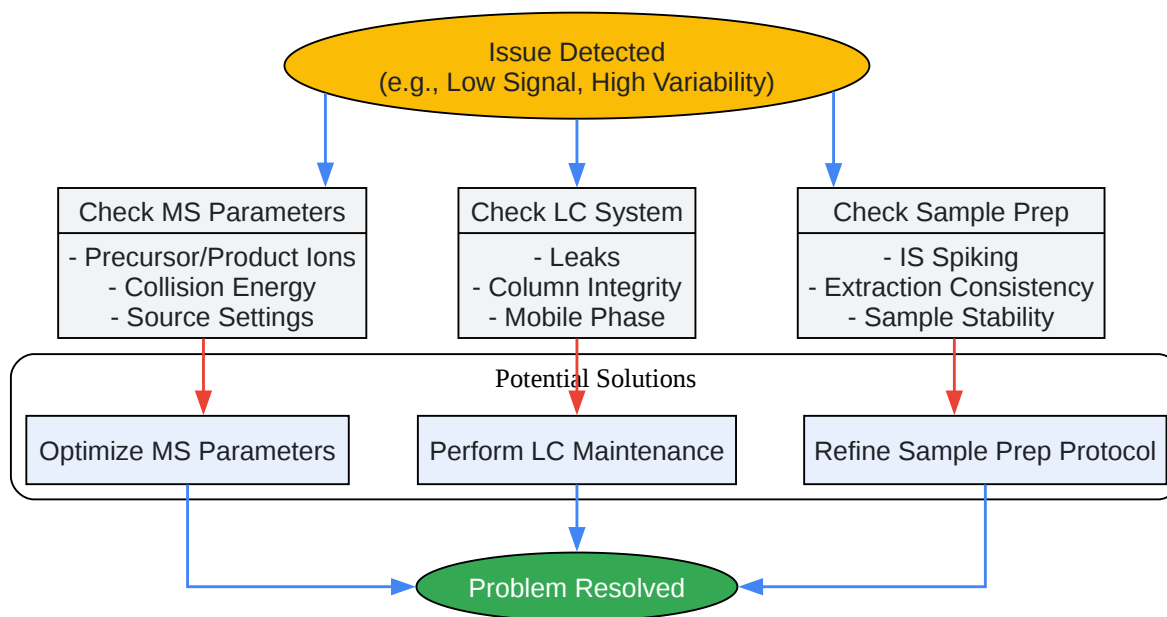 Issue Detected
(e.g., Low Signal, High Variability)
Check MS Parameters
- Precursor/Product Ions
- Collision Energy
- Source Settings
Check LC System
- Leaks
- Column Integrity
- Mobile Phase
Check Sample Prep
- IS Spiking
- Extraction Consistency
- Sample Stability
Potential Solutions
Optimize MS Parameters
Perform LC Maintenance
Refine Sample Prep Protocol
Problem Resolved